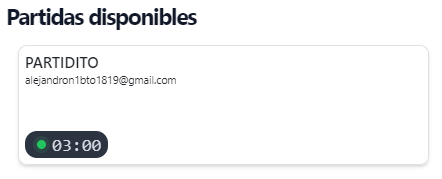 Partidas disponibles
PARTIDITO
alejandron1bto1819@gmail.com
03:00